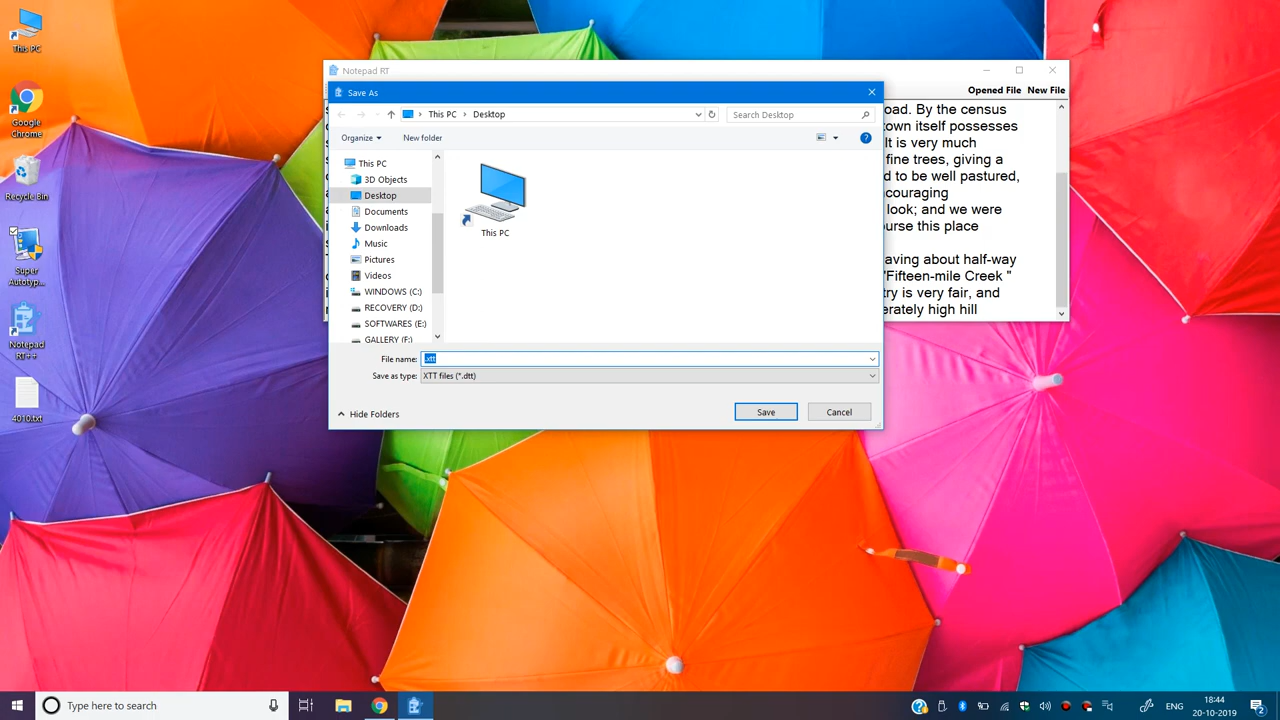 This PC
Google
Chrome
Recycle Bin
Super
Autotyp...
Notepad
Rt++
4010.txt
Notepad RT
Opened File New File
Save As
This PC > Desktop
Search Desktop
Organize
New folder
This PC
3D Objects
Desktop
Documents
Downloads
Music
Pictures
Videos
WINDOWS (C:)
RECOVERY (D:)
SOFTWARES (E:)
GALLERY (F:)
This PC
oad. By the census
own itself possesses
It is very much
fine trees, giving a
d to be well pastured,
couraging
look; and we were
urse this place
aving about half-way
"Fifteen-mile Creek "
try is very fair, and
erately high hill
File name: .xtt
Save as type: XTT files (*.dtt)
Hide Folders
Save
Cancel
Type here to search
ENG
18:44
20-10-2019
2